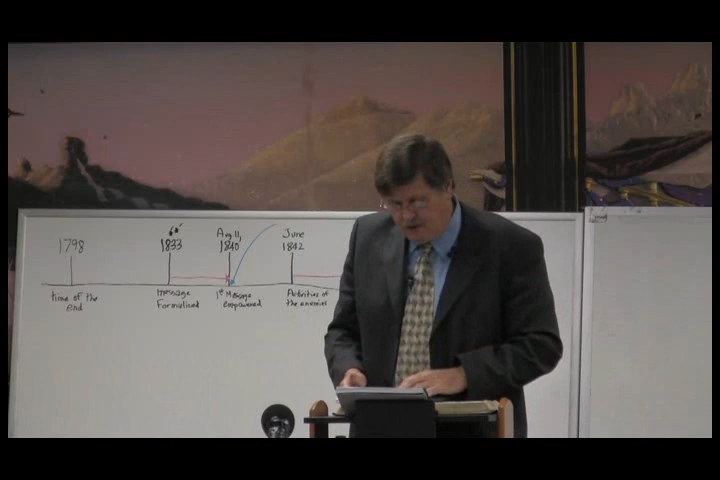 1798
time of the
end
1833
message
Formalized
Aug 11,
1840
1st Message
empowered
June
1842
Activities of
the enemies